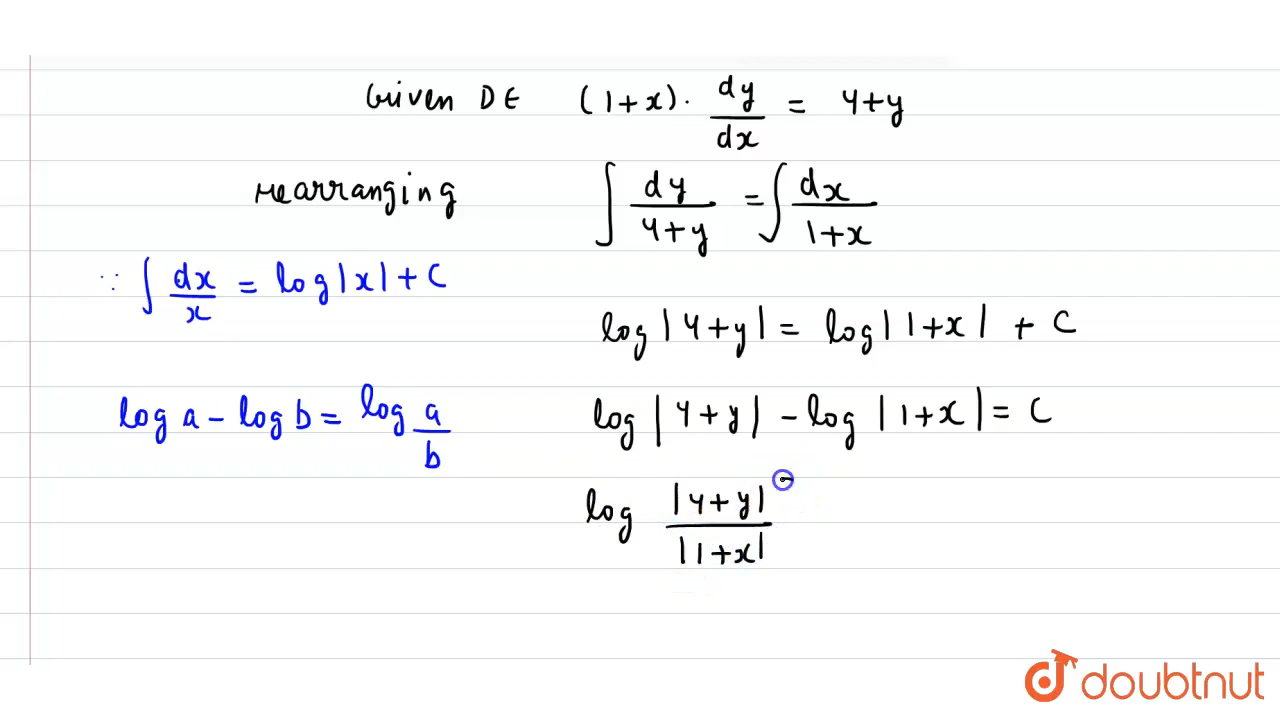 Given DE (1+x). dy/dx = 4+y
rearranging ∫ dy/4+y = ∫ dx/1+x
∵ ∫ dx/x = log|x| + C
log|4+y| = log|1+x| + C
log a - log b = log a/b
log|4+y| - log|1+x| = C
log |4+y|/|1+x|
doubtnut